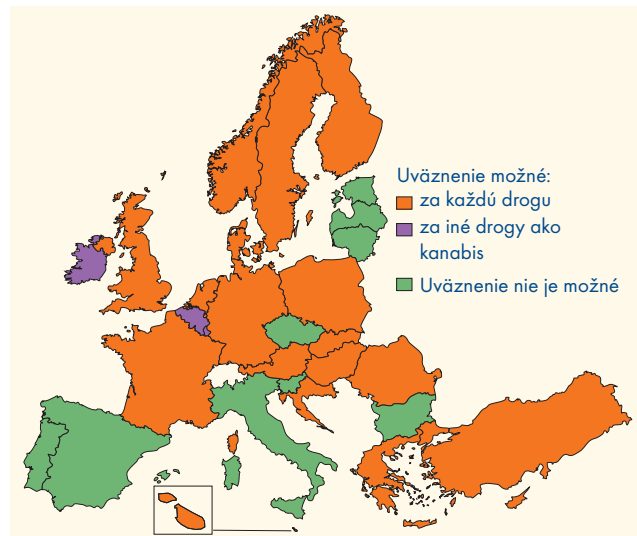 Uväznenie možné:
za každú drogu
za iné drogy ako
kanabis
Uväznenie nie je možné